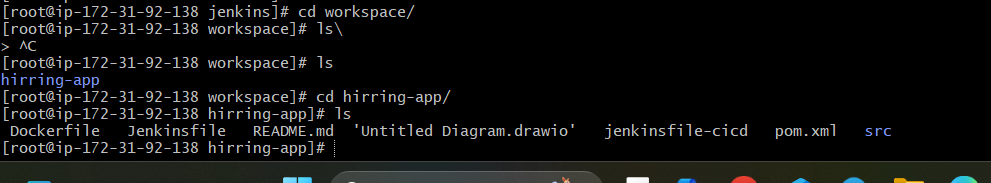 [root@ip-172-31-92-138 jenkins]# cd workspace/
[root@ip-172-31-92-138 workspace]# ls\
> ^C
[root@ip-172-31-92-138 workspace]# ls
hirring-app
[root@ip-172-31-92-138 workspace]# cd hirring-app/
[root@ip-172-31-92-138 hirring-app]# ls
 Dockerfile   Jenkinsfile   README.md  'Untitled Diagram.drawio'   jenkinsfile-cicd   pom.xml   src
[root@ip-172-31-92-138 hirring-app]#